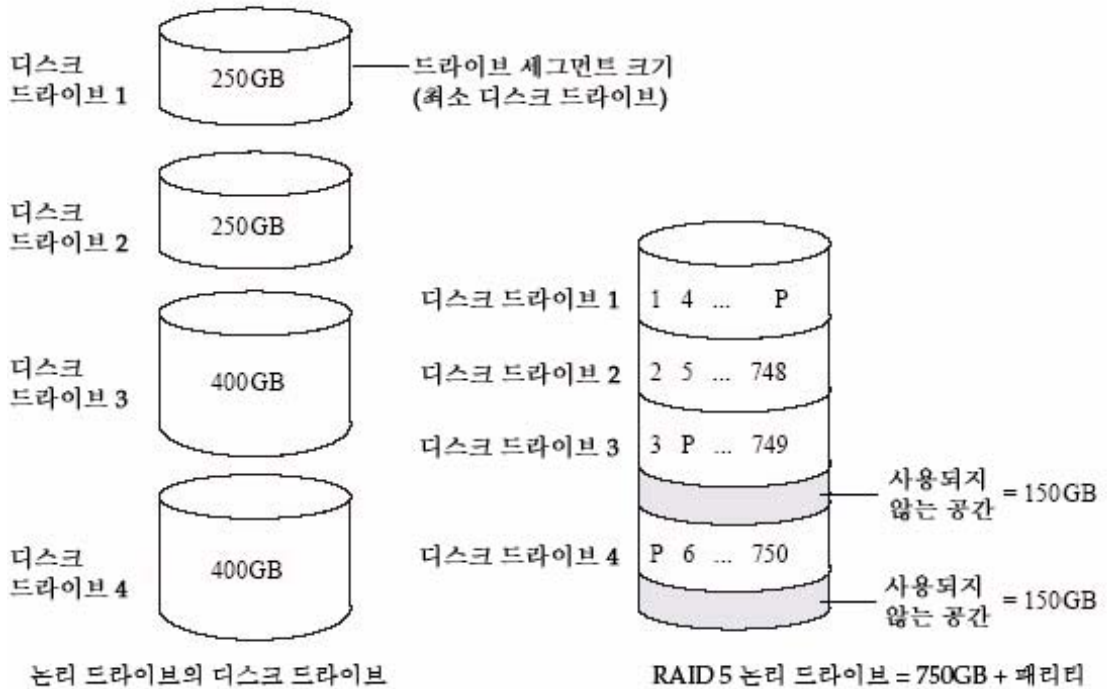 디스크
드라이브 1
250GB
드라이브 세그먼트 크기
(최소 디스크 드라이브)
디스크
드라이브 2
250GB
디스크
드라이브 3
400GB
디스크
드라이브 4
400GB
논리 드라이브의 디스크 드라이브
디스크 드라이브 1
1 4 ... P
디스크 드라이브 2
2 5 ... 748
디스크 드라이브 3
3 P ... 749
사용되지
않는 공간 = 150GB
디스크 드라이브 4
P 6 ... 750
사용되지
않는 공간 = 150GB
RAID 5 논리 드라이브 = 750GB + 패리티